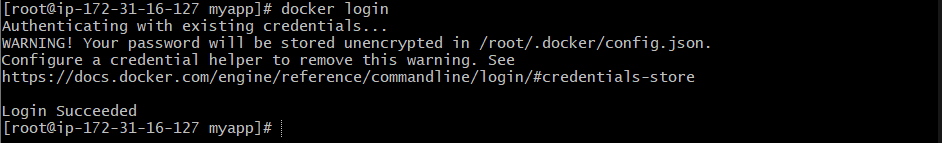 [root@ip-172-31-16-127 myapp]# docker login
Authenticating with existing credentials...
WARNING! Your password will be stored unencrypted in /root/.docker/config.json.
Configure a credential helper to remove this warning. See
https://docs.docker.com/engine/reference/commandline/login/#credentials-store
Login Succeeded
[root@ip-172-31-16-127 myapp]#